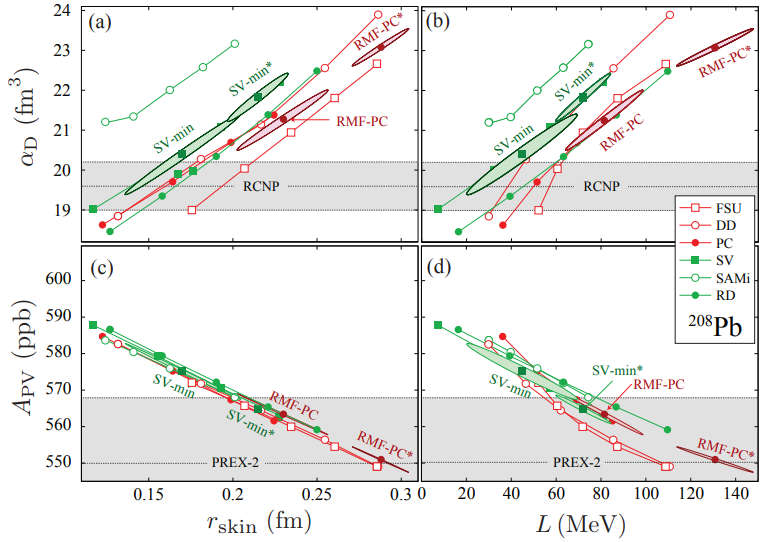 (a)
(b)
24
23
22
21
20
19
α_D (fm³)
RMF-PC*
SV-min*
SV-min
RMF-PC
RCNP
RMF-PC*
SV-min*
SV-min
RMF-PC
RCNP
FSU
DD
PC
SV
SAMi
RD
²⁰⁸Pb
(c)
(d)
600
590
580
570
560
550
A_PV (ppb)
SV-min
RMF-PC
SV-min*
RMF-PC*
PREX-2
SV-min*
SV-min
RMF-PC
RMF-PC*
PREX-2
0.15 0.2 0.25 0.3
r_skin (fm)
0 20 40 60 80 100 120 140
L (MeV)